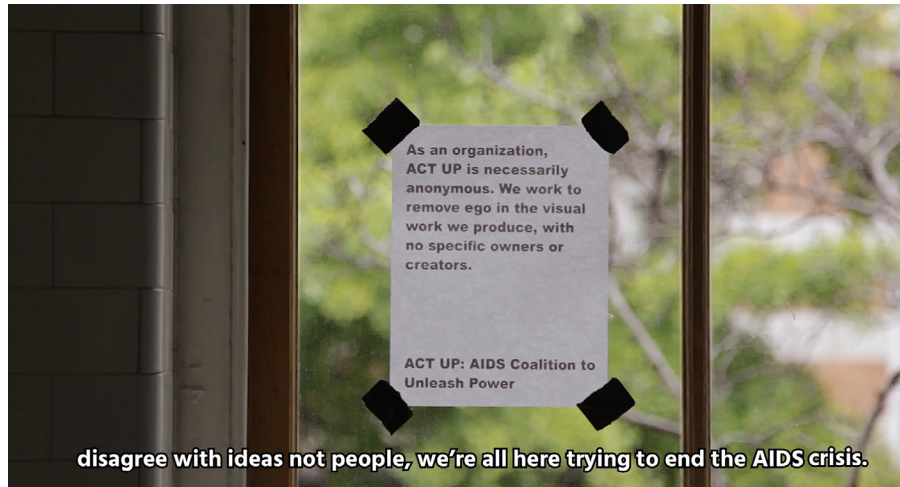 As an organization,
ACT UP is necessarily
anonymous. We work to
remove ego in the visual
work we produce, with
no specific owners or
creators.
ACT UP: AIDS Coalition to
Unleash Power
disagree with ideas not people, we’re all here trying to end the AIDS crisis.